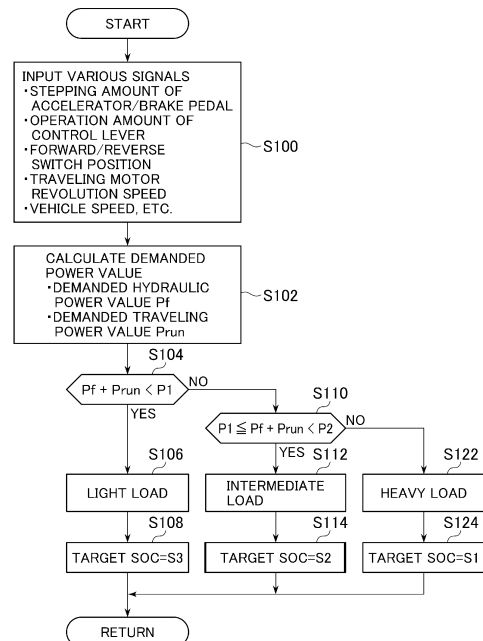 START
INPUT VARIOUS SIGNALS
・STEPPING AMOUNT OF
ACCELERATOR/BRAKE PEDAL
・OPERATION AMOUNT OF
CONTROL LEVER
・FORWARD/REVERSE
SWITCH POSITION
・TRAVELING MOTOR
REVOLUTION SPEED
・VEHICLE SPEED, ETC.
S100
CALCULATE DEMANDED
POWER VALUE
・DEMANDED HYDRAULIC
POWER VALUE Pf
・DEMANDED TRAVELING
POWER VALUE Prun
S102
S104
Pf + Prun < P1
NO
YES
S110
P1 ≦ Pf + Prun < P2
NO
YES
S106
LIGHT LOAD
S112
INTERMEDIATE
LOAD
S122
HEAVY LOAD
S108
TARGET SOC=S3
S114
TARGET SOC=S2
S124
TARGET SOC=S1
RETURN